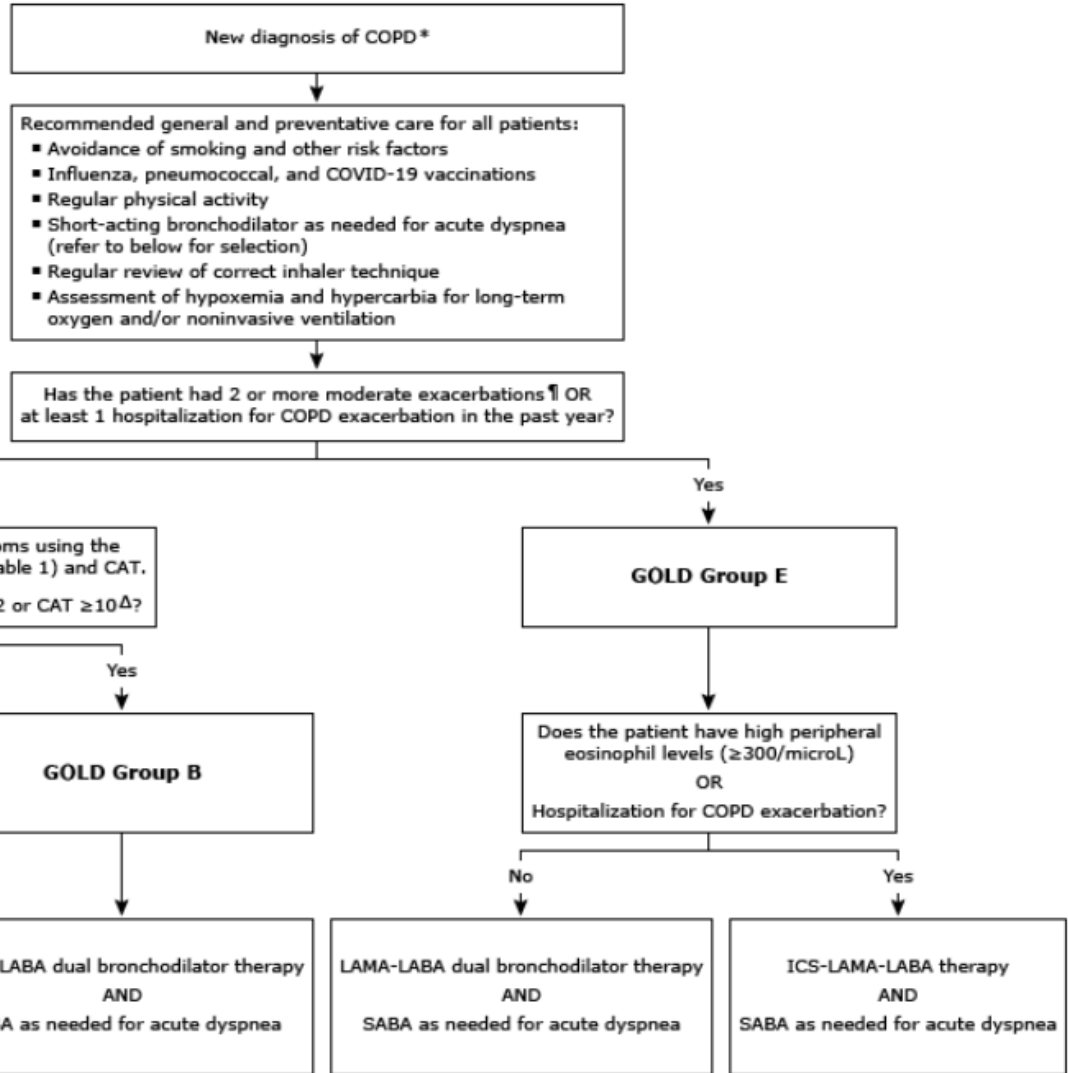 New diagnosis of COPD*
Recommended general and preventative care for all patients:
▪ Avoidance of smoking and other risk factors
▪ Influenza, pneumococcal, and COVID-19 vaccinations
▪ Regular physical activity
▪ Short-acting bronchodilator as needed for acute dyspnea
(refer to below for selection)
▪ Regular review of correct inhaler technique
▪ Assessment of hypoxemia and hypercarbia for long-term
oxygen and/or noninvasive ventilation
Has the patient had 2 or more moderate exacerbations¶ OR
at least 1 hospitalization for COPD exacerbation in the past year?
Yes
using the
1) and CAT.
2 or CAT ≥10Δ?
GOLD Group E
Yes
GOLD Group B
Does the patient have high peripheral
eosinophil levels (≥300/microL)
OR
Hospitalization for COPD exacerbation?
No
Yes
LABA dual bronchodilator therapy
AND
as needed for acute dyspnea
LAMA-LABA dual bronchodilator therapy
AND
SABA as needed for acute dyspnea
ICS-LAMA-LABA therapy
AND
SABA as needed for acute dyspnea